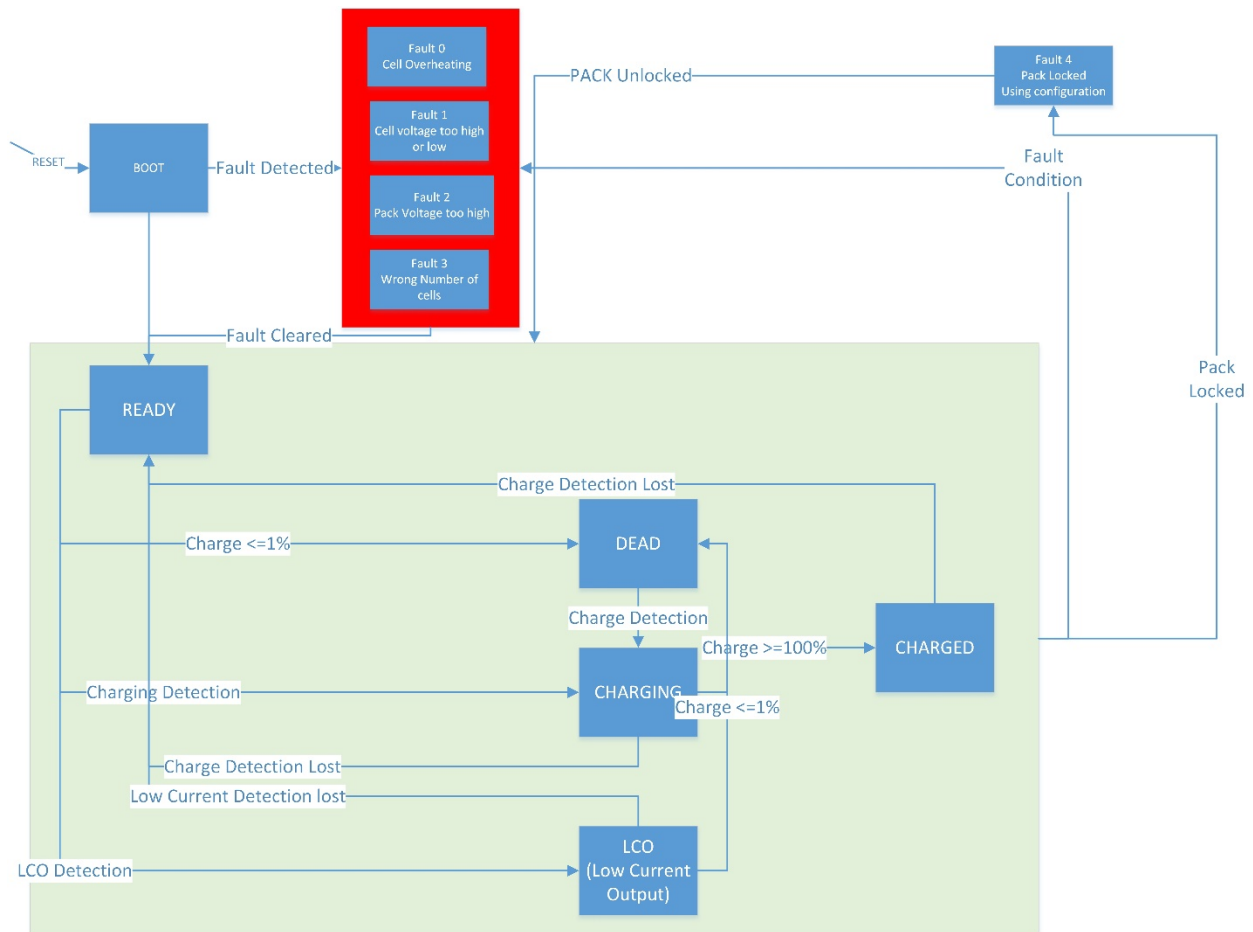 Fault 0
Cell Overheating
Fault 1
Cell voltage too high
or low
Fault 2
Pack Voltage too high
Fault 3
Wrong Number of
cells
PACK Unlocked
Fault 4
Pack Locked
Using configuration
RESET
BOOT
Fault Detected
Fault
Condition
Fault Cleared
Pack
Locked
READY
Charge Detection Lost
Charge <=1%
DEAD
Charge Detection
Charge >=100%
CHARGED
Charging Detection
CHARGING
Charge <=1%
Charge Detection Lost
Low Current Detection lost
LCO Detection
LCO
(Low Current
Output)